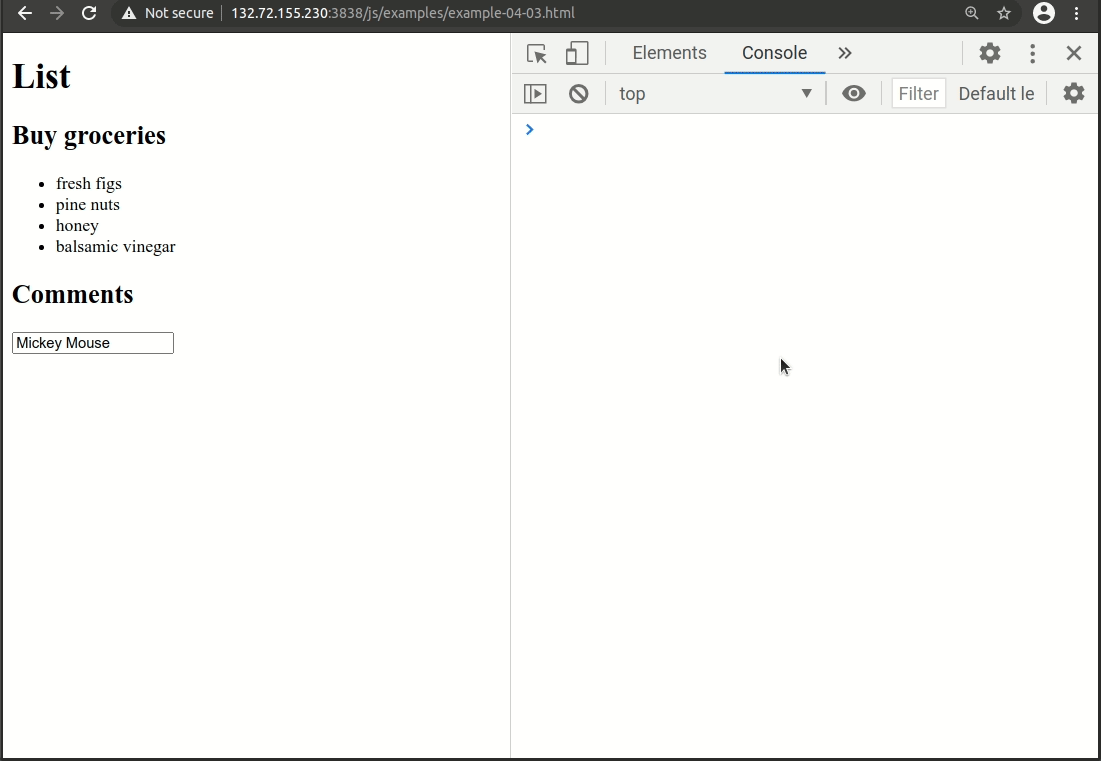 Not secure 132.72.155.230:3838/js/examples/example-04-03.html
Elements Console
top Filter Default le
List
Buy groceries
fresh figs
pine nuts
honey
balsamic vinegar
Comments
Mickey Mouse